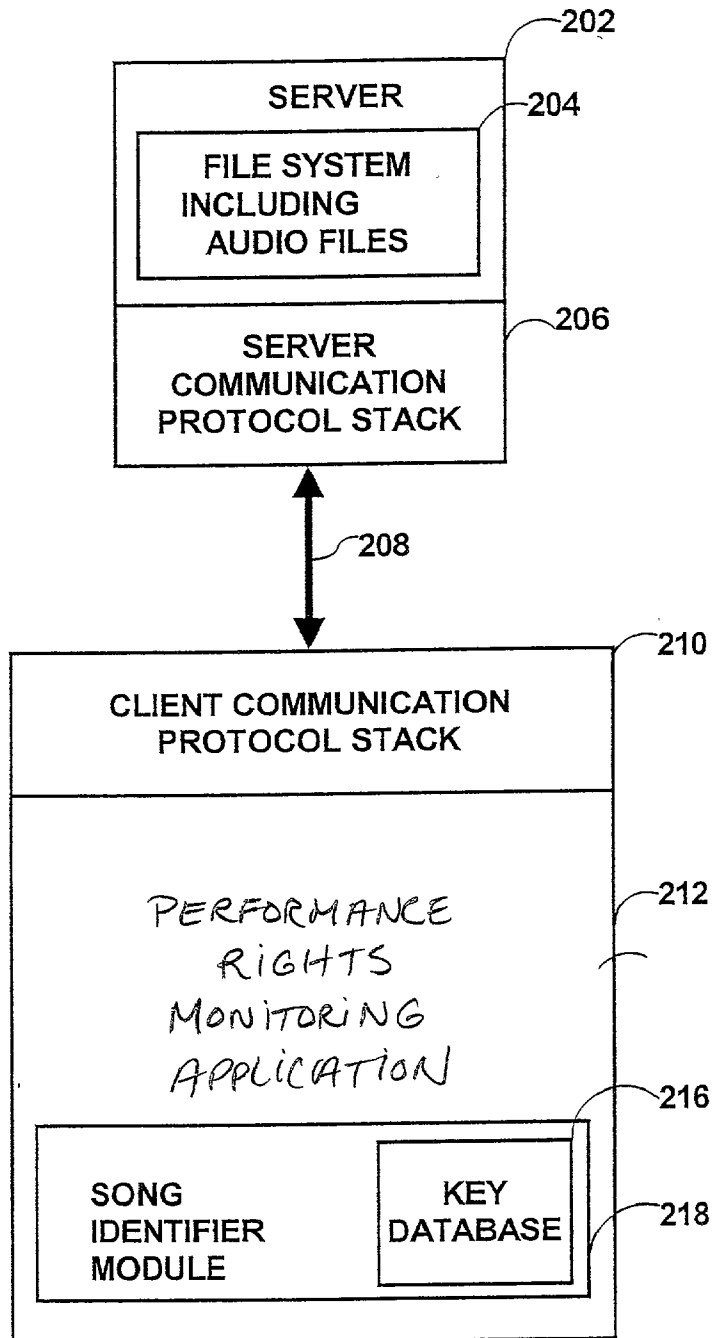 202
SERVER
204
FILE SYSTEM
INCLUDING
AUDIO FILES
206
SERVER
COMMUNICATION
PROTOCOL STACK
208
210
CLIENT COMMUNICATION
PROTOCOL STACK
212
PERFORMANCE
RIGHTS
MONITORING
APPLICATION
216
SONG
IDENTIFIER
MODULE
KEY
DATABASE
218